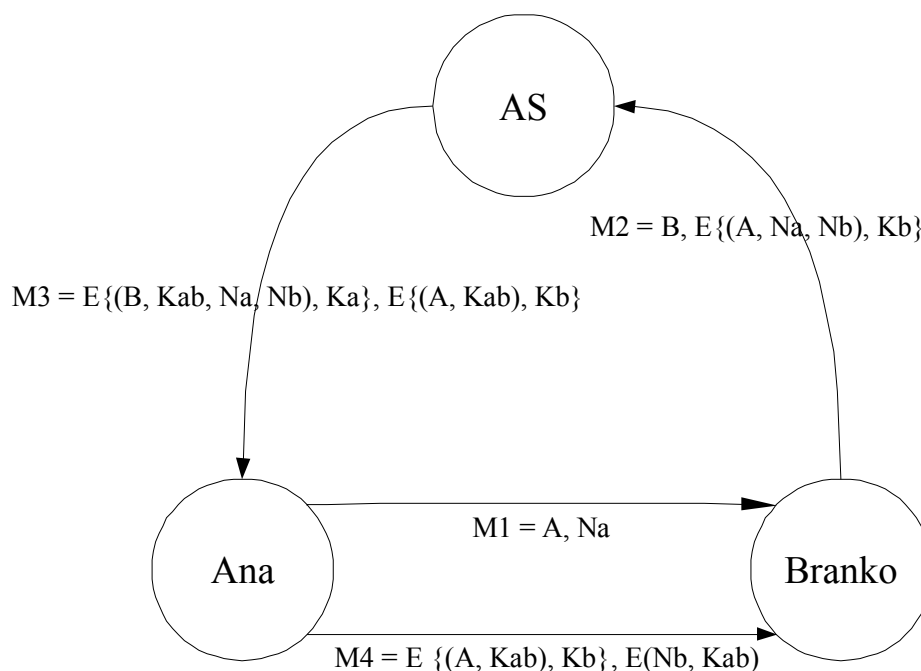 AS
M2 = B, E{(A, Na, Nb), Kb}
M3 = E{(B, Kab, Na, Nb), Ka}, E{(A, Kab), Kb}
M1 = A, Na
Ana
Branko
M4 = E {(A, Kab), Kb}, E(Nb, Kab)